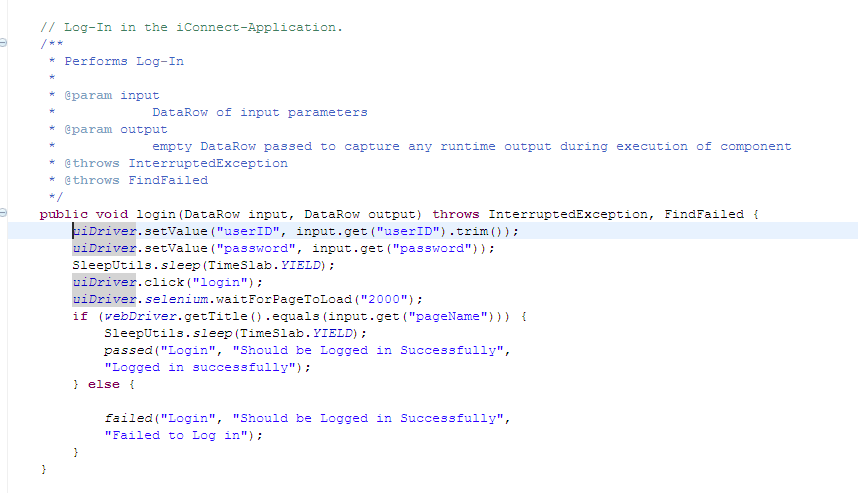 // Log-In in the iConnect-Application.
/**
 * Performs Log-In
 *
 * @param input
 *            DataRow of input parameters
 * @param output
 *            empty DataRow passed to capture any runtime output during execution of component
 * @throws InterruptedException
 * @throws FindFailed
 */
public void login(DataRow input, DataRow output) throws InterruptedException, FindFailed {
    uiDriver.setValue("userID", input.get("userID").trim());
    uiDriver.setValue("password", input.get("password"));
    SleepUtils.sleep(TimeSlab.YIELD);
    uiDriver.click("login");
    uiDriver.selenium.waitForPageToLoad("2000");
    if (webDriver.getTitle().equals(input.get("pageName"))) {
        SleepUtils.sleep(TimeSlab.YIELD);
        passed("Login", "Should be Logged in Successfully",
        "Logged in successfully");
    } else {
        failed("Login", "Should be Logged in Successfully",
        "Failed to Log in");
    }
}